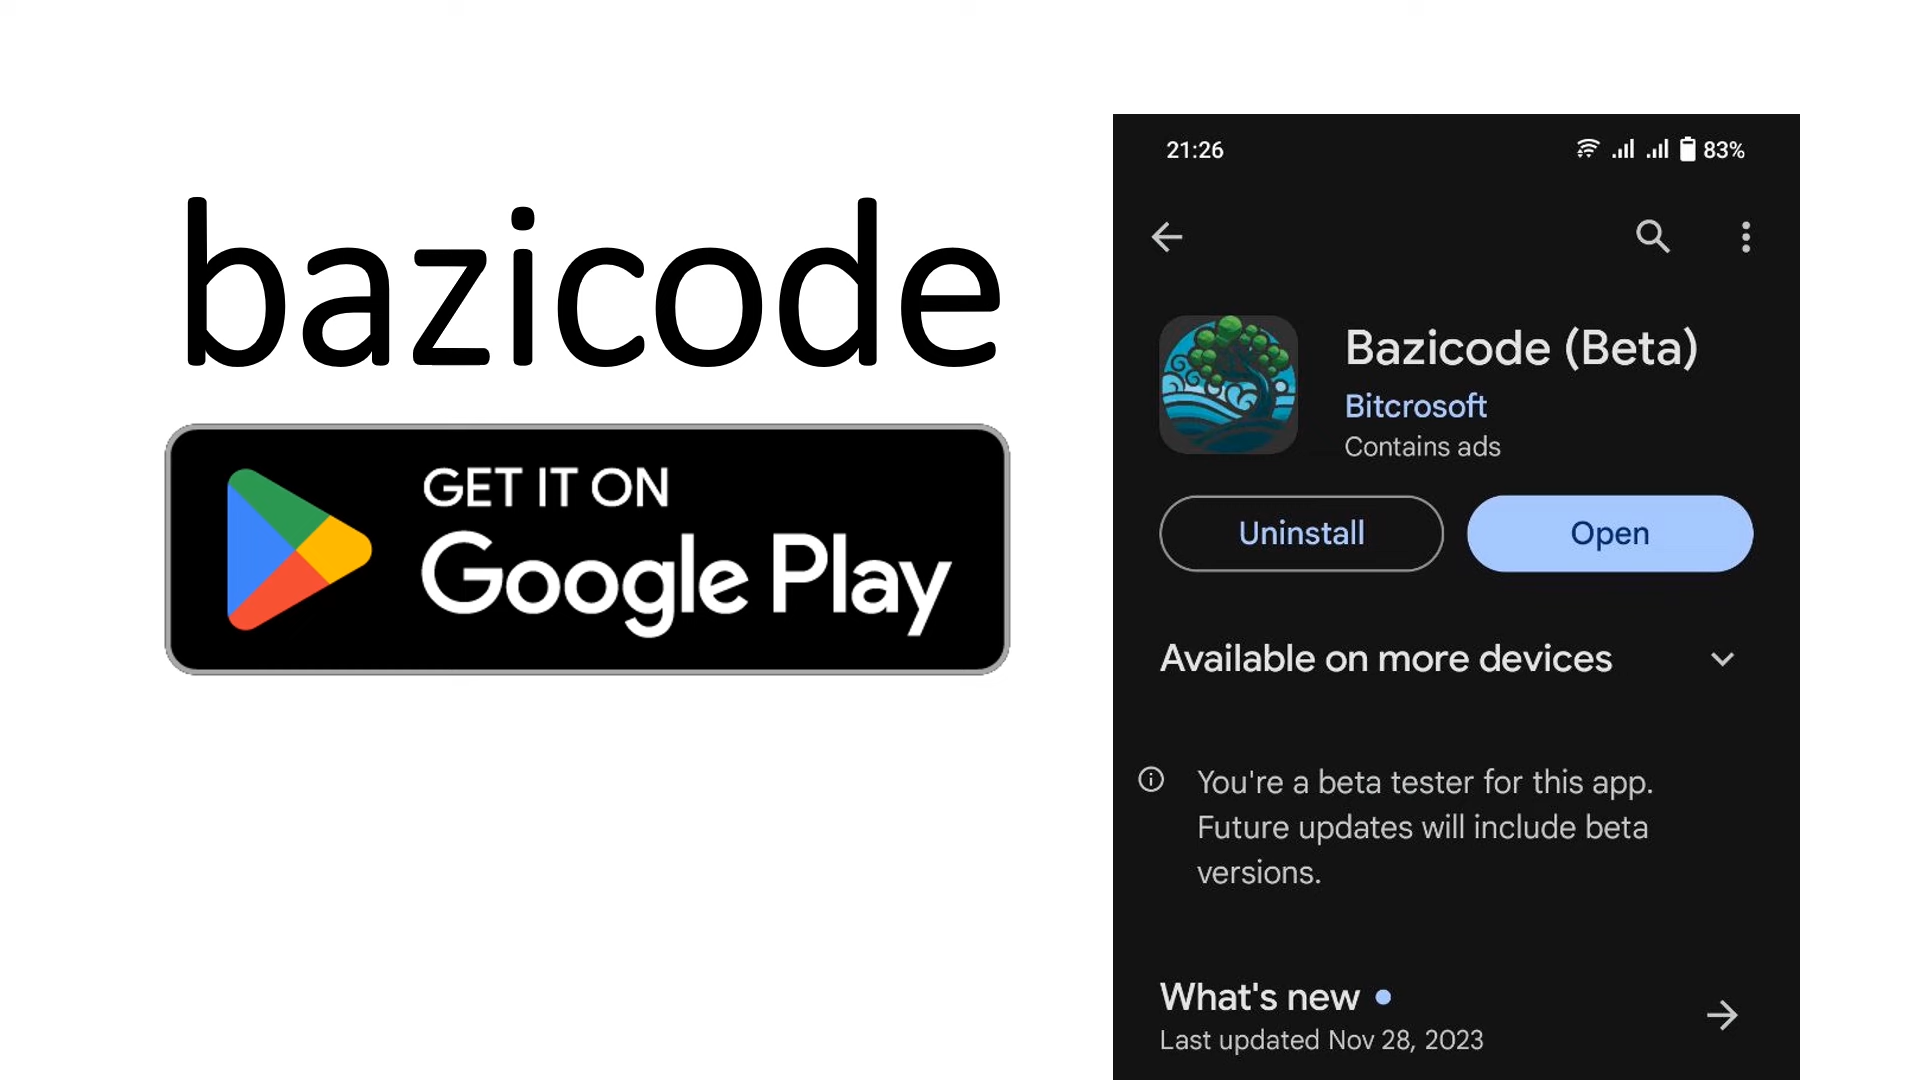 bazicode
GET IT ON
Google Play
21:26
83%
Bazicode (Beta)
Bitcrosoft
Contains ads
Uninstall
Open
Available on more devices
You're a beta tester for this app.
Future updates will include beta
versions.
What's new
Last updated Nov 28, 2023